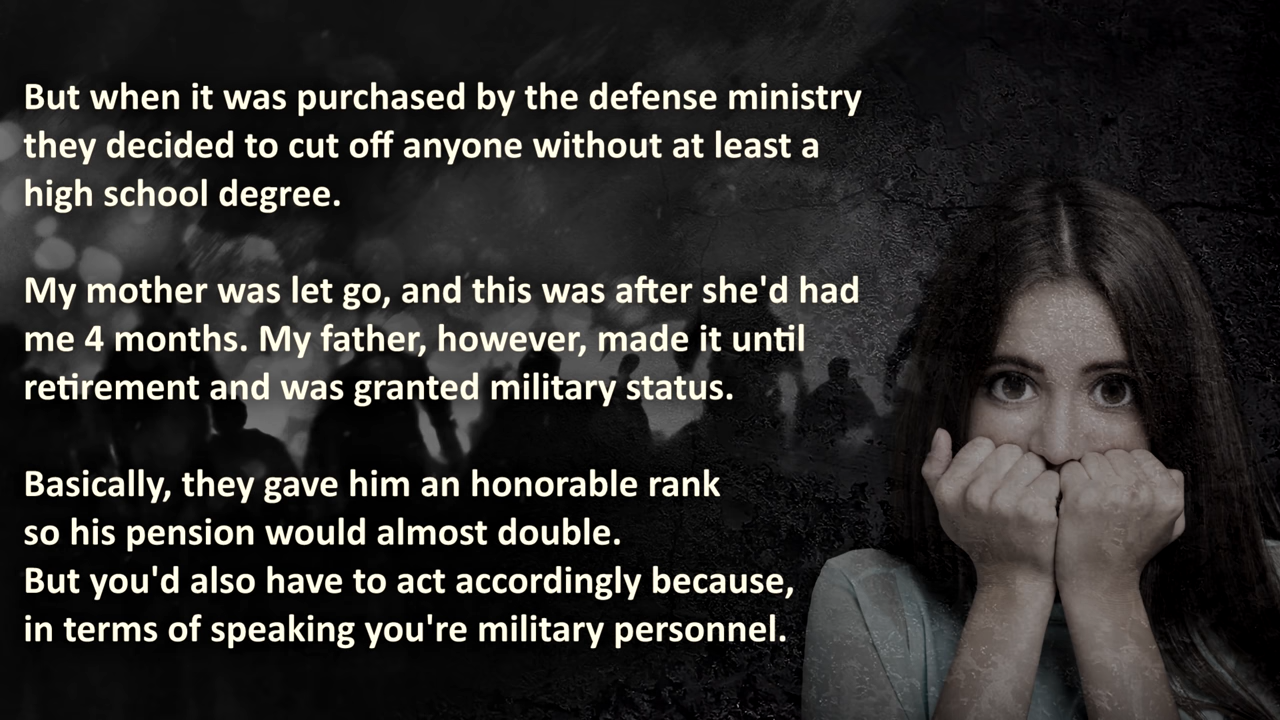 But when it was purchased by the defense ministry
they decided to cut off anyone without at least a
high school degree.
My mother was let go, and this was after she'd had
me 4 months. My father, however, made it until
retirement and was granted military status.
Basically, they gave him an honorable rank
so his pension would almost double.
But you'd also have to act accordingly because,
in terms of speaking you're military personnel.